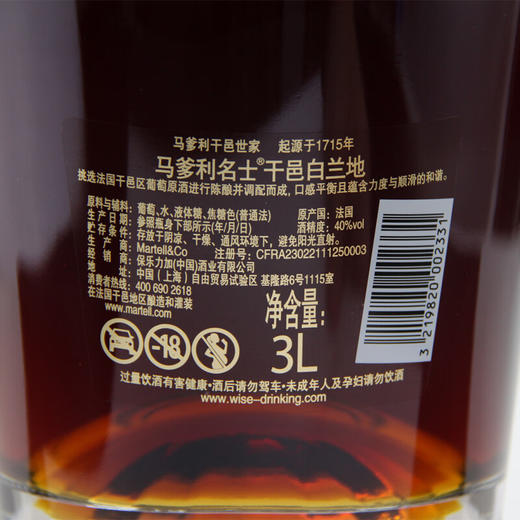 马爹利干邑世家 起源于1715年
马爹利名士®干邑白兰地
挑选法国干邑区葡萄原酒进行陈酿并调配而成，口感平衡且蕴含力度与顺滑的和谐。
原料与辅料：葡萄、水、液体糖、焦糖色(普通法) 原产国：法国
生产日期：参照瓶身下部所示(年/月/日) 酒精度：40%vol
贮存条件：存放于阴凉、干燥、通风环境下，避免阳光直射。
生产商：Martell&Co 注册号：CFRA23022111250003
经销商：保乐力加(中国)酒业有限公司
地址：中国（上海）自由贸易试验区 基隆路6号1115室
消费者热线：400 690 2618
在法国干邑地区酿造和灌装
www.martell.com
净含量：
3L
-18
3 219820 002331
过量饮酒有害健康·酒后请勿驾车·未成年人及孕妇请勿饮酒
www.wise-drinking.com